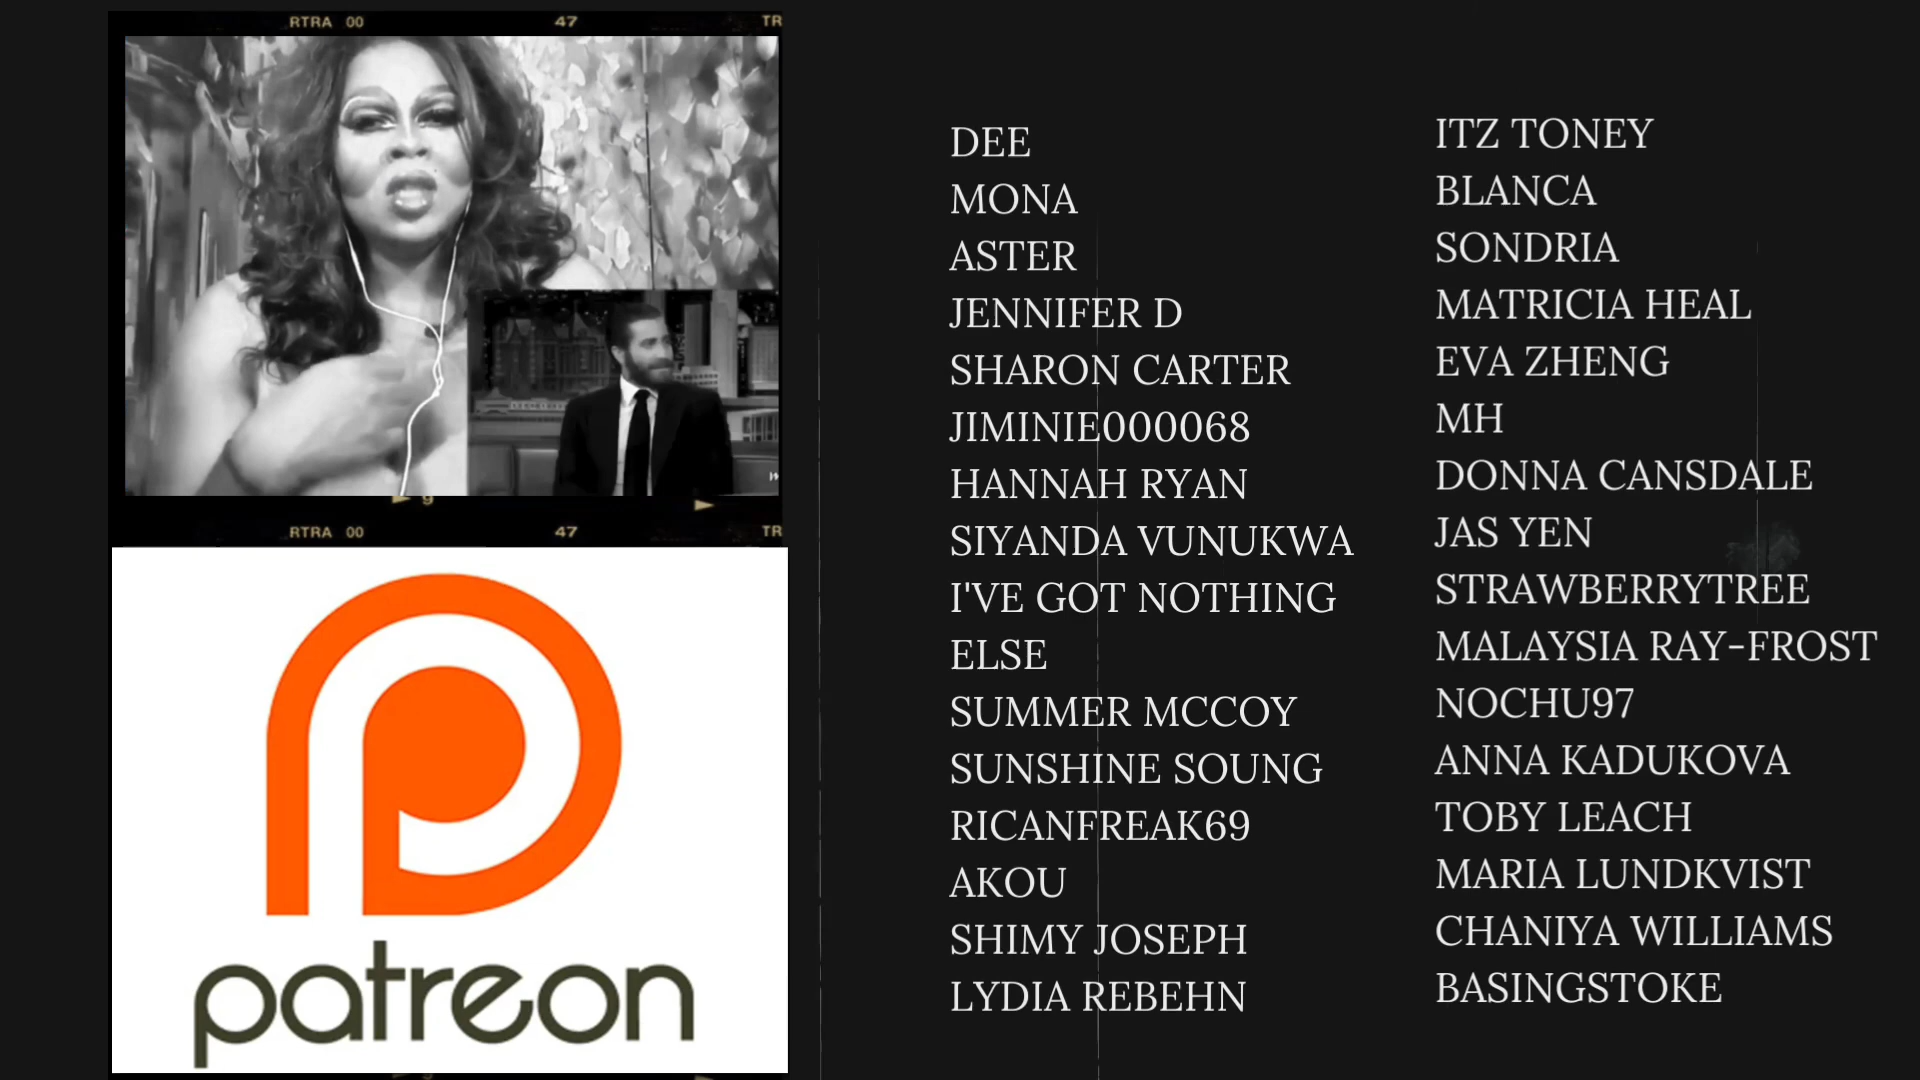 RTRA 00
47
TR
9
RTRA 00
47
TR
patreon
DEE
MONA
ASTER
JENNIFER D
SHARON CARTER
JIMINIE000068
HANNAH RYAN
SIYANDA VUNUKWA
I'VE GOT NOTHING
ELSE
SUMMER MCCOY
SUNSHINE SOUNG
RICANFREAK69
AKOU
SHIMY JOSEPH
LYDIA REBEHN
ITZ TONEY
BLANCA
SONDRIA
MATRICIA HEAL
EVA ZHENG
MH
DONNA CANSDALE
JAS YEN
STRAWBERRYTREE
MALAYSIA RAY-FROST
NOCHU97
ANNA KADUKOVA
TOBY LEACH
MARIA LUNDKVIST
CHANIYA WILLIAMS
BASINGSTOKE